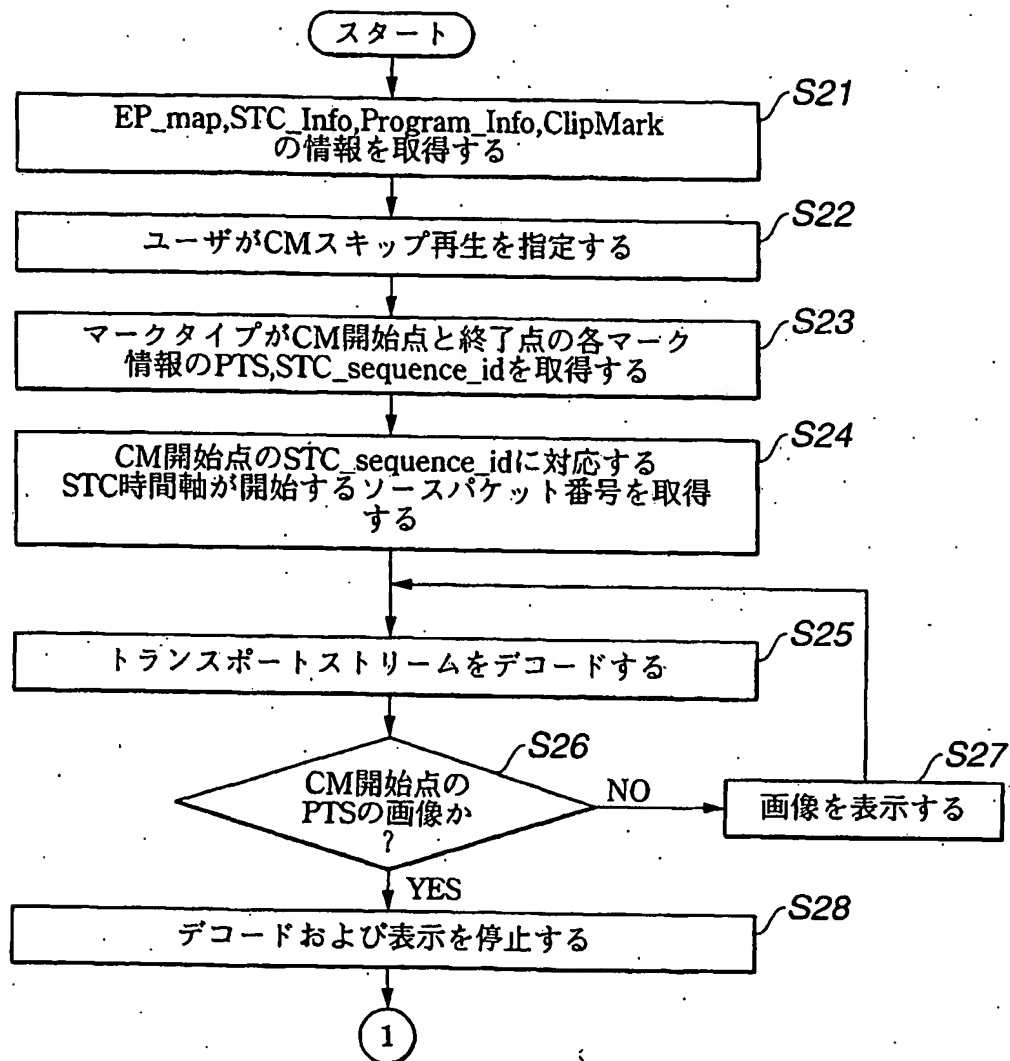 スタート
S21
EP_map,STC_Info,Program_Info,ClipMark
の情報を取得する
S22
ユーザがCMスキップ再生を指定する
S23
マークタイプがCM開始点と終了点の各マーク
情報のPTS,STC_sequence_idを取得する
S24
CM開始点のSTC_sequence_idに対応する
STC時間軸が開始するソースパケット番号を取得
する
S25
トランスポートストリームをデコードする
S26
CM開始点の
PTSの画像か
?
NO
S27
画像を表示する
YES
S28
デコードおよび表示を停止する
1